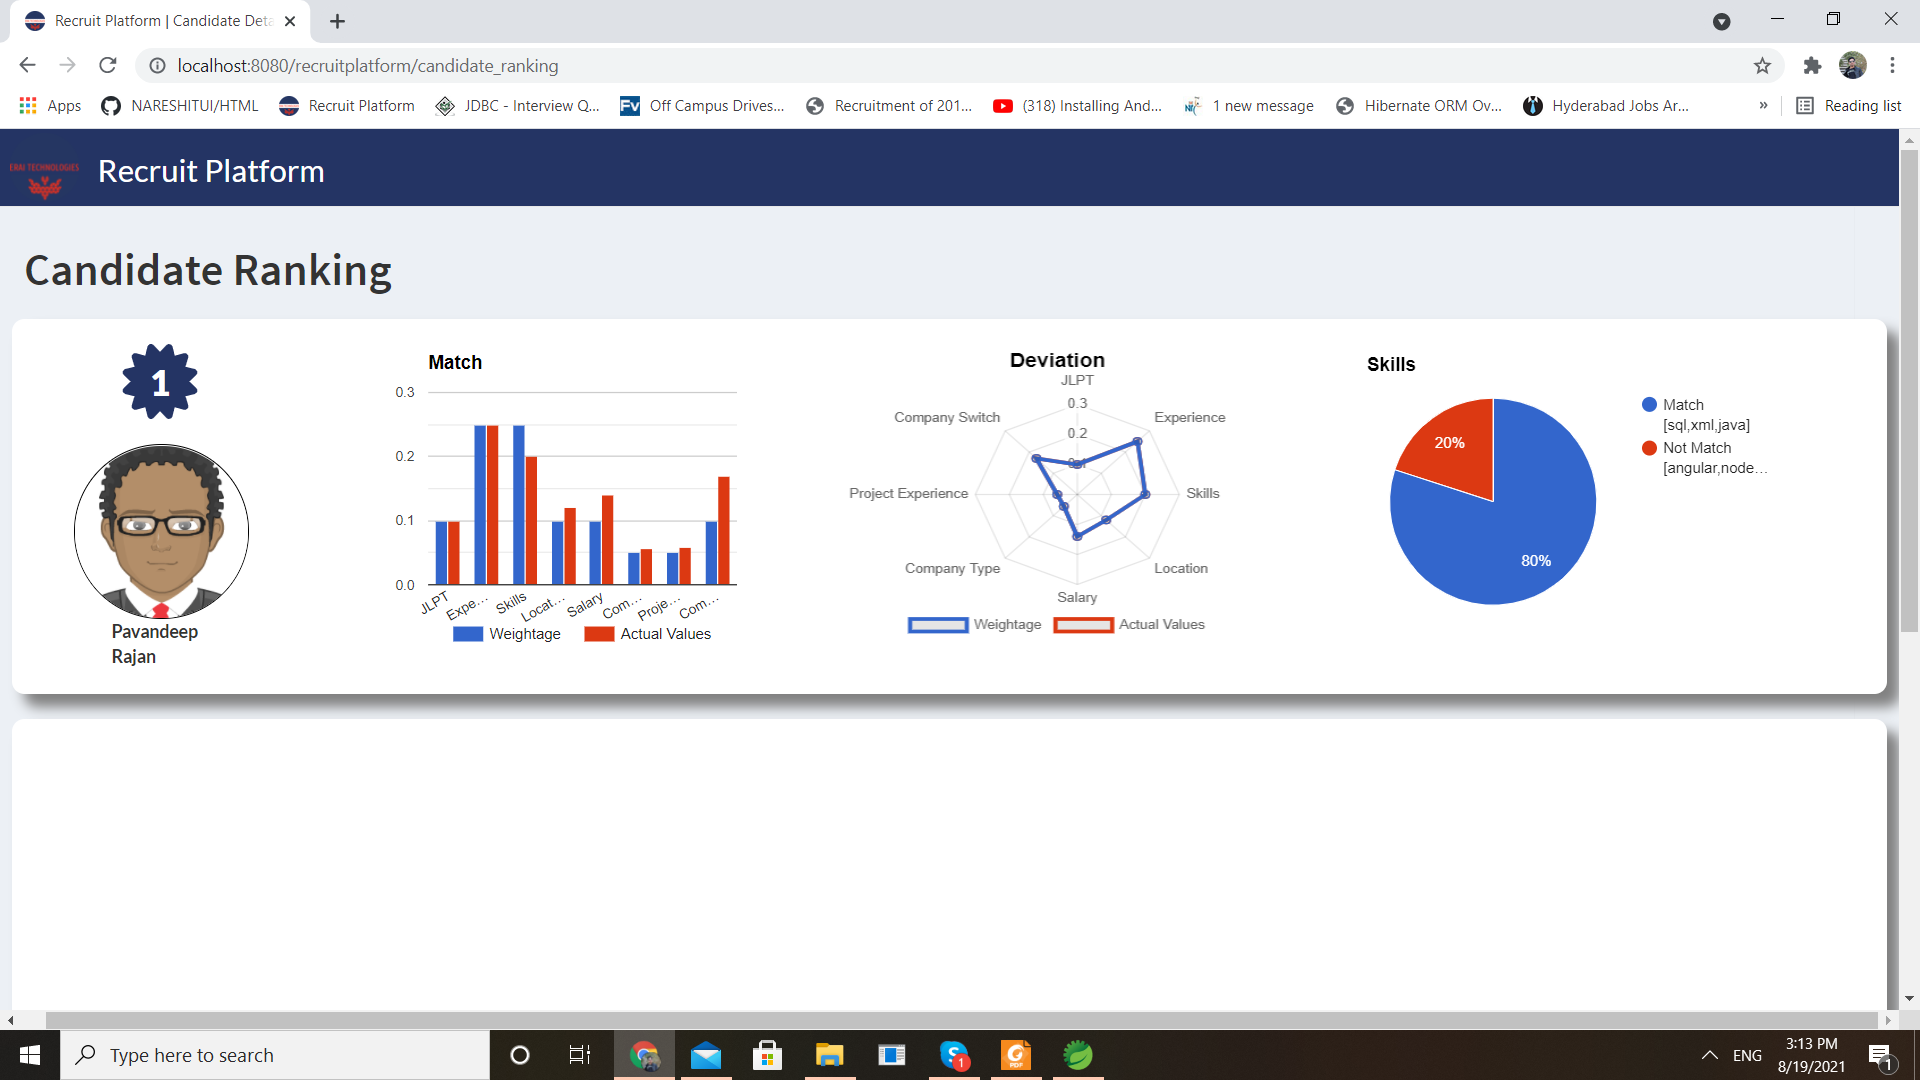 Recruit Platform | Candidate Deta
localhost:8080/recruitplatform/candidate_ranking
Apps
NARESHITUI/HTML
Recruit Platform
JDBC - Interview Q...
Fv
Off Campus Drives...
Recruitment of 201...
(318) Installing And...
1 new message
Hibernate ORM Ov...
Hyderabad Jobs Ar...
»
Reading list
ERAI TECHNOLOGIES
Recruit Platform
Candidate Ranking
1
Pavandeep
Rajan
Match
0.3
0.2
0.1
0.0
JLPT
Expe...
Skills
Locat...
Salary
Com...
Proje...
Com...
Weightage
Actual Values
Deviation
JLPT
0.3
0.2
Company Switch
Experience
Project Experience
Skills
Company Type
Location
Salary
Weightage
Actual Values
Skills
20%
80%
Match
[sql,xml,java]
Not Match
[angular,node...
Type here to search
S
1
PDF
ENG
3:13 PM
8/19/2021
1